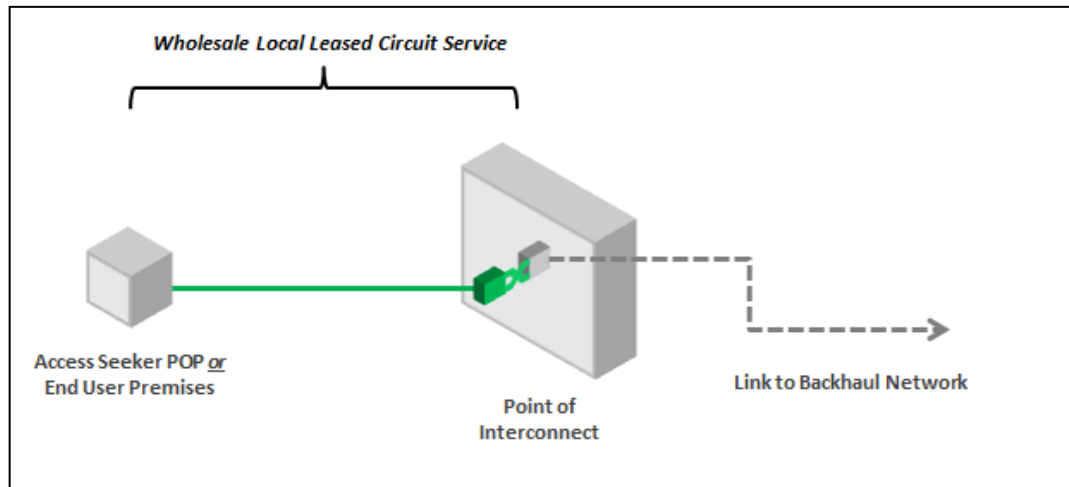 Wholesale Local Leased Circuit Service
Access Seeker POP or
End User Premises
Point of
Interconnect
Link to Backhaul Network